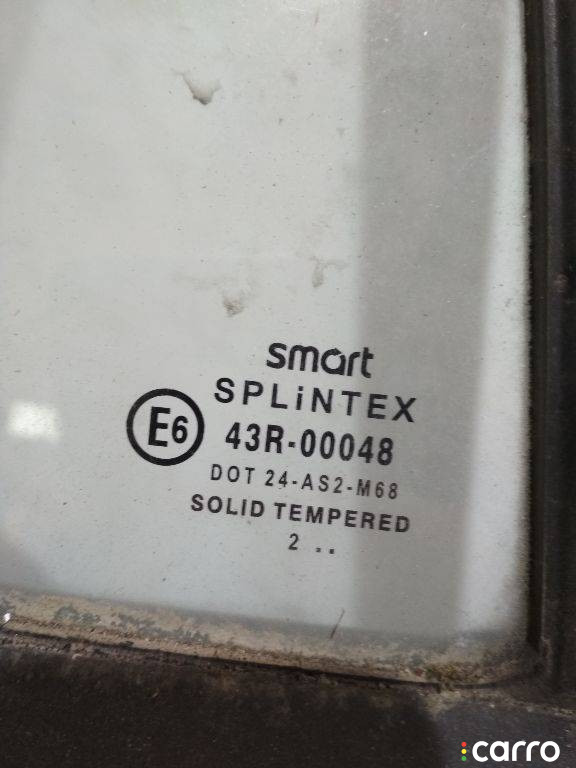 smart
SPLiNTEX
E6
43R-00048
DOT 24-AS2-M68
SOLID TEMPERED
2 ..
carro